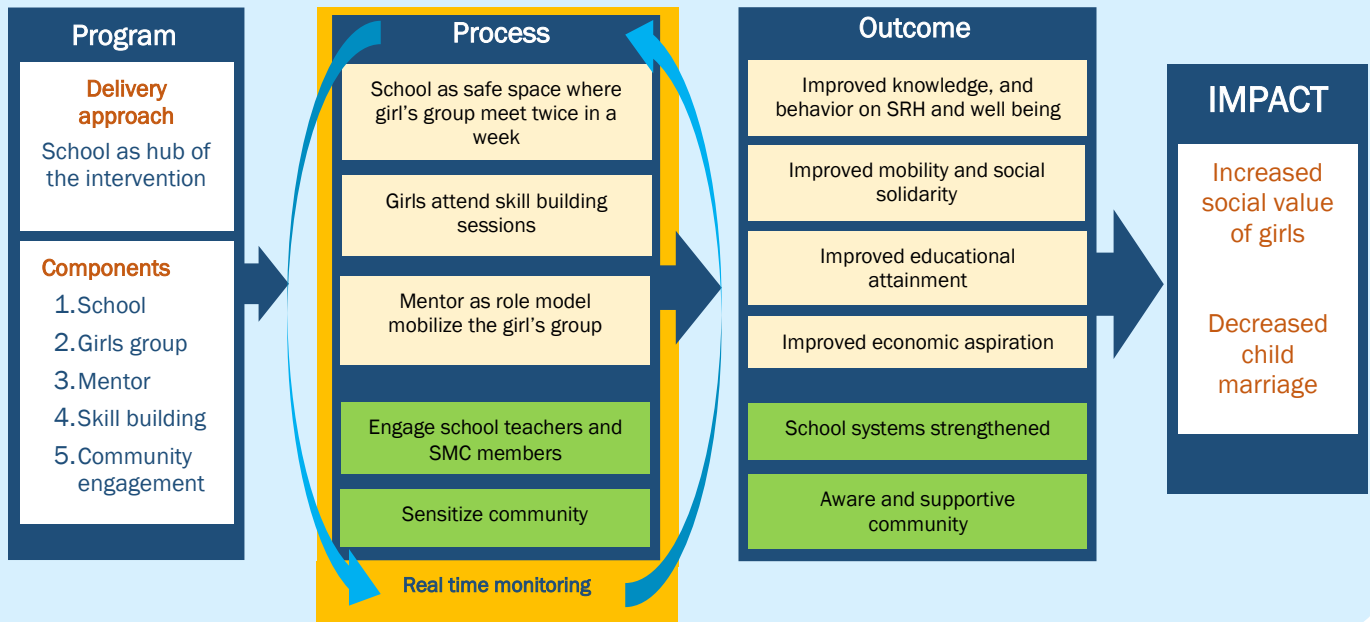 Program
Delivery
approach
School as hub of
the intervention
Components
1.School
2.Girls group
3.Mentor
4.Skill building
5.Community
engagement
Process
School as safe space where
girl's group meet twice in a
week
Girls attend skill building
sessions
Mentor as role model
mobilize the girl's group
Engage school teachers and
SMC members
Sensitize community
Real time monitoring
Outcome
Improved knowledge, and
behavior on SRH and well being
Improved mobility and social
solidarity
Improved educational
attainment
Improved economic aspiration
School systems strengthened
Aware and supportive
community
IMPACT
Increased
social value
of girls
Decreased
child
marriage